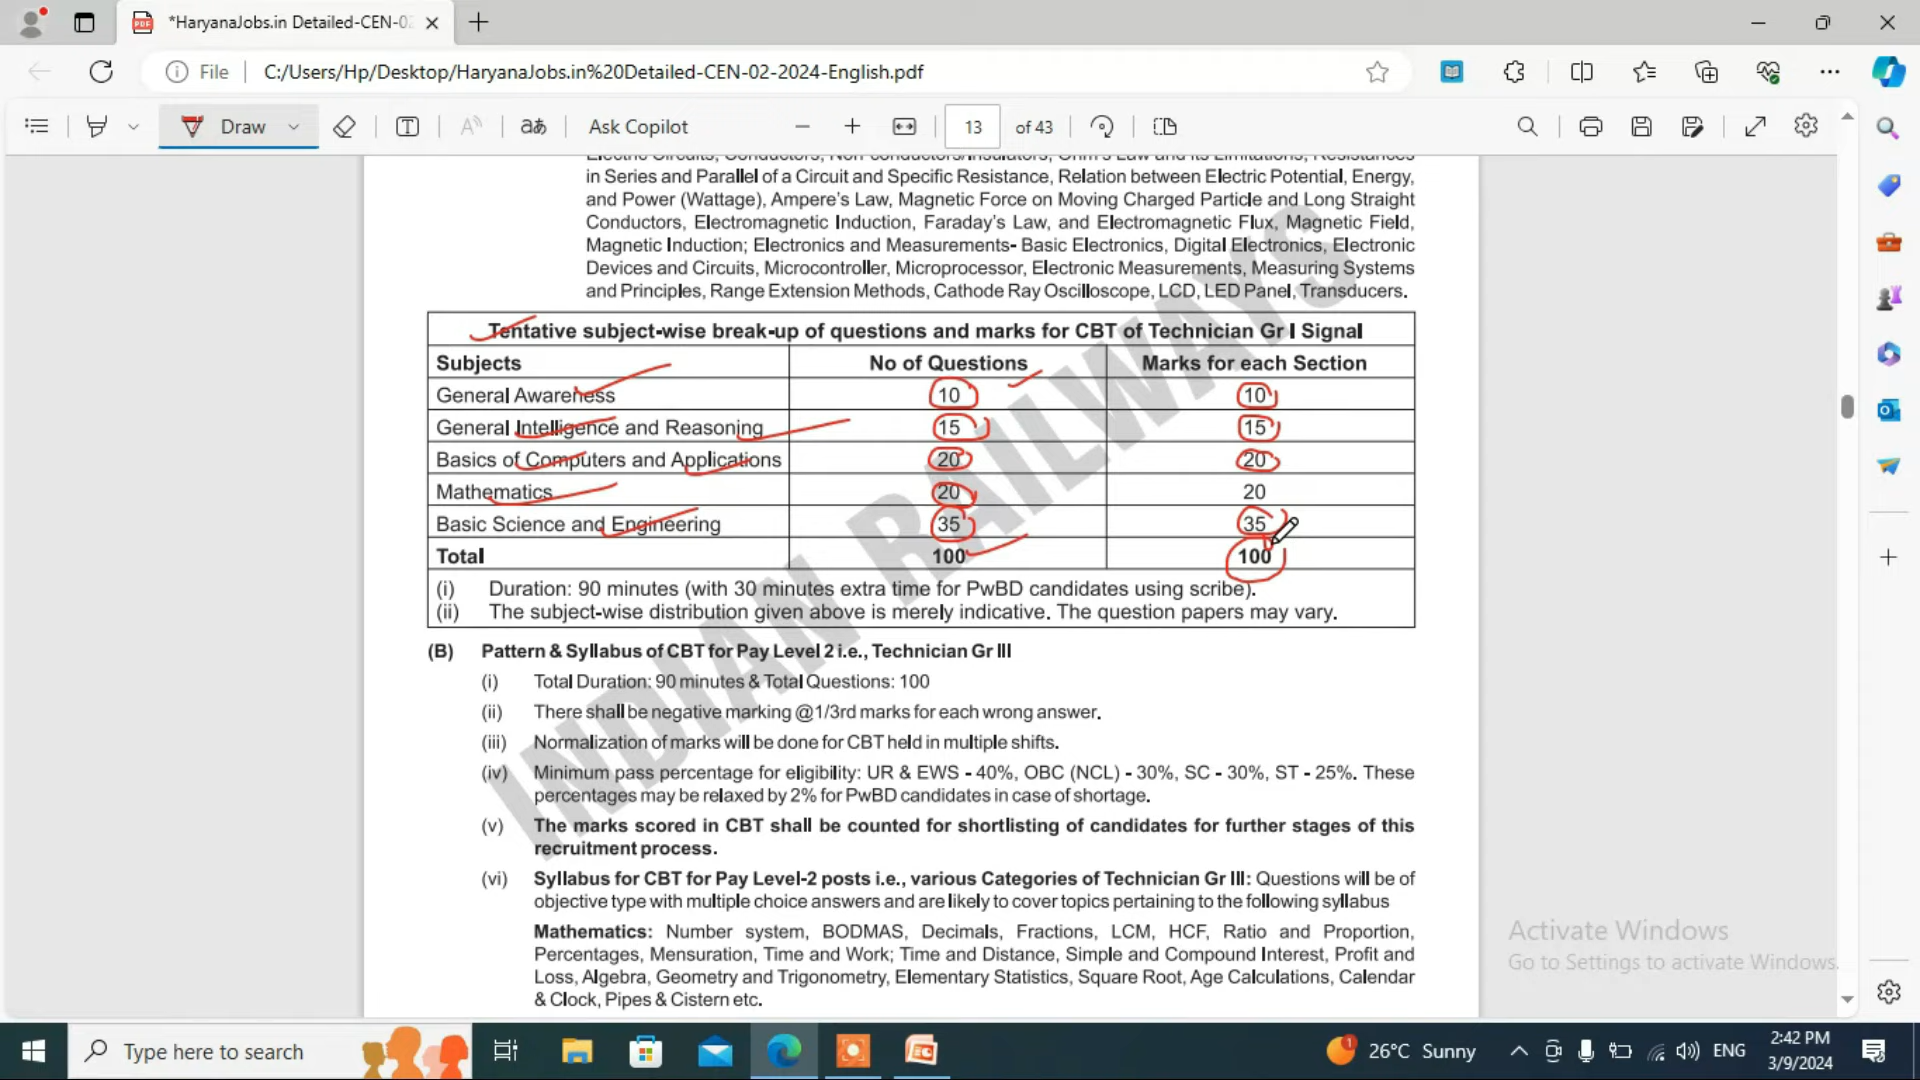 *HaryanaJobs.in Detailed-CEN-02
File
C:/Users/Hp/Desktop/HaryanaJobs.in%20Detailed-CEN-02-2024-English.pdf
Draw
Ask Copilot
13
of 43
Electric Circuits, Conductors, Non-conductors/Insulators, Ohm's Law and its Limitations, Resistances
in Series and Parallel of a Circuit and Specific Resistance, Relation between Electric Potential, Energy,
and Power (Wattage), Ampere's Law, Magnetic Force on Moving Charged Particle and Long Straight
Conductors, Electromagnetic Induction, Faraday's Law, and Electromagnetic Flux, Magnetic Field,
Magnetic Induction; Electronics and Measurements- Basic Electronics, Digital Electronics, Electronic
Devices and Circuits, Microcontroller, Microprocessor, Electronic Measurements, Measuring Systems
and Principles, Range Extension Methods, Cathode Ray Oscilloscope, LCD, LED Panel, Transducers.
Tentative subject-wise break-up of questions and marks for CBT of Technician Gr I Signal
Subjects No of Questions Marks for each Section
General Awareness 10 10
General Intelligence and Reasoning 15 15
Basics of Computers and Applications 20 20
Mathematics 20 20
Basic Science and Engineering 35 35
Total 100 100
(i) Duration: 90 minutes (with 30 minutes extra time for PwBD candidates using scribe).
(ii) The subject-wise distribution given above is merely indicative. The question papers may vary.
(B) Pattern & Syllabus of CBT for Pay Level 2 i.e., Technician Gr III
(i) Total Duration: 90 minutes & Total Questions: 100
(ii) There shall be negative marking @1/3rd marks for each wrong answer.
(iii) Normalization of marks will be done for CBT held in multiple shifts.
(iv) Minimum pass percentage for eligibility: UR & EWS - 40%, OBC (NCL) - 30%, SC - 30%, ST - 25%. These
percentages may be relaxed by 2% for PwBD candidates in case of shortage.
(v) The marks scored in CBT shall be counted for shortlisting of candidates for further stages of this
recruitment process.
(vi) Syllabus for CBT for Pay Level-2 posts i.e., various Categories of Technician Gr III: Questions will be of
objective type with multiple choice answers and are likely to cover topics pertaining to the following syllabus
Mathematics: Number system, BODMAS, Decimals, Fractions, LCM, HCF, Ratio and Proportion,
Percentages, Mensuration, Time and Work; Time and Distance, Simple and Compound Interest, Profit and
Loss, Algebra, Geometry and Trigonometry, Elementary Statistics, Square Root, Age Calculations, Calendar
& Clock, Pipes & Cistern etc.
INDIAN RAILWAYS
Activate Windows
Go to Settings to activate Windows.
Type here to search
26°C Sunny
ENG
2:42 PM
3/9/2024